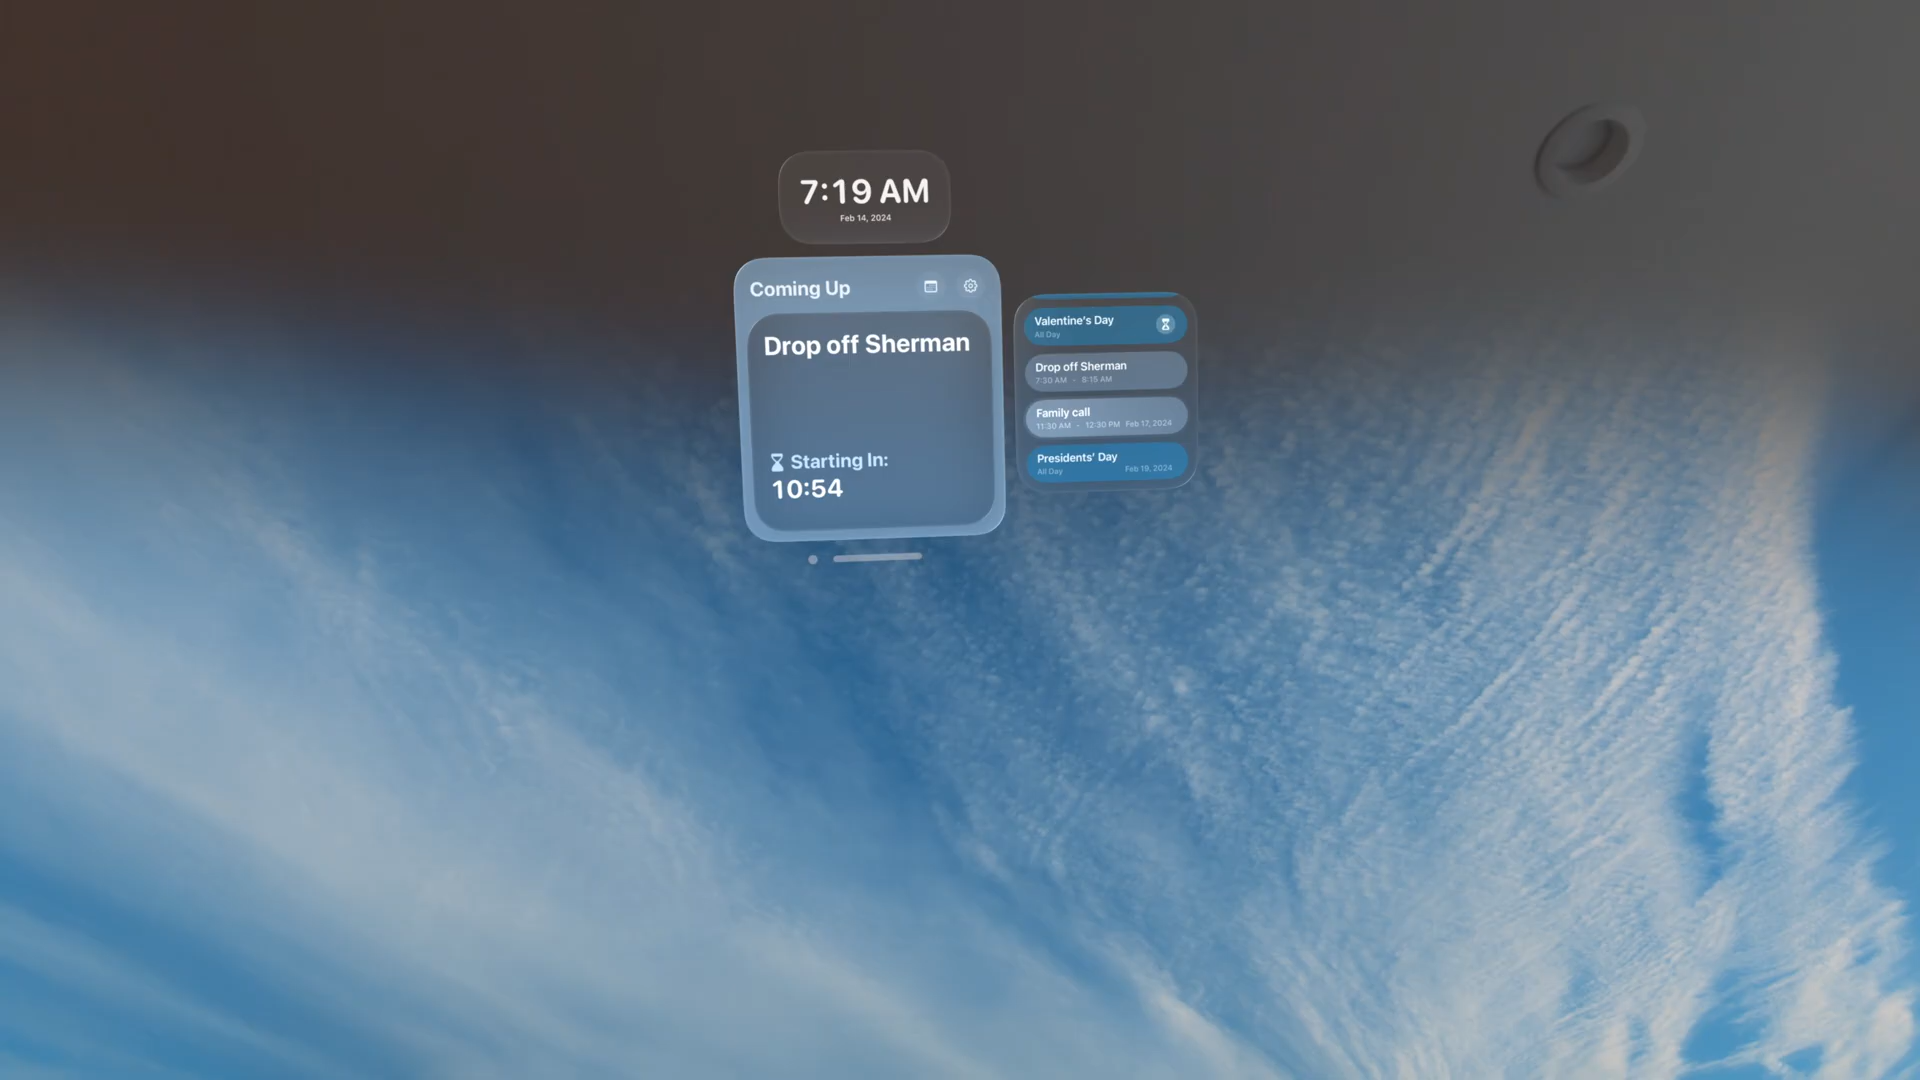 7:19 AM
Feb 14, 2024
Coming Up
Drop off Sherman
Starting In:
10:54
Valentine's Day
All Day
Drop off Sherman
7:30 AM - 8:15 AM
Family call
11:30 AM - 12:30 PM Feb 17, 2024
Presidents' Day
All Day Feb 19, 2024